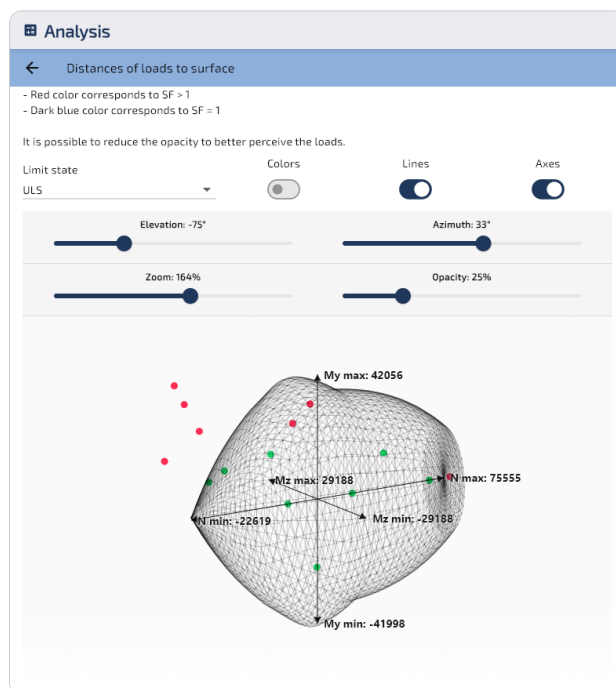 Analysis
Distances of loads to surface
- Red color corresponds to SF > 1
- Dark blue color corresponds to SF = 1
It is possible to reduce the opacity to better perceive the loads.
Limit state
ULS
Colors
Lines
Axes
Elevation: -75°
Azimuth: 33°
Zoom: 164%
Opacity: 25%
My max: 42056
Mz max: 29188
N max: 75555
N min: -22619
Mz min: -29188
My min: -41998